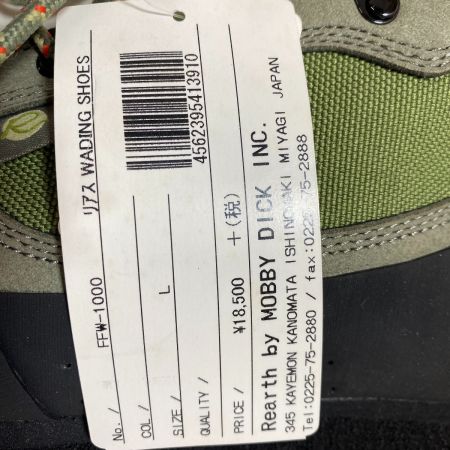 リアス WADING SHOES
4562395413910
No. / FFW-1000
COL /
SIZE / L
QUALITY /
PRICE / ¥18,500 +(税)
Rearth by MOBBY DICK INC.
345 KAYEMON KANOMATA ISHINOMAKI MIYAGI JAPAN
Tel:0225-75-2880 / fax:0225-75-2888